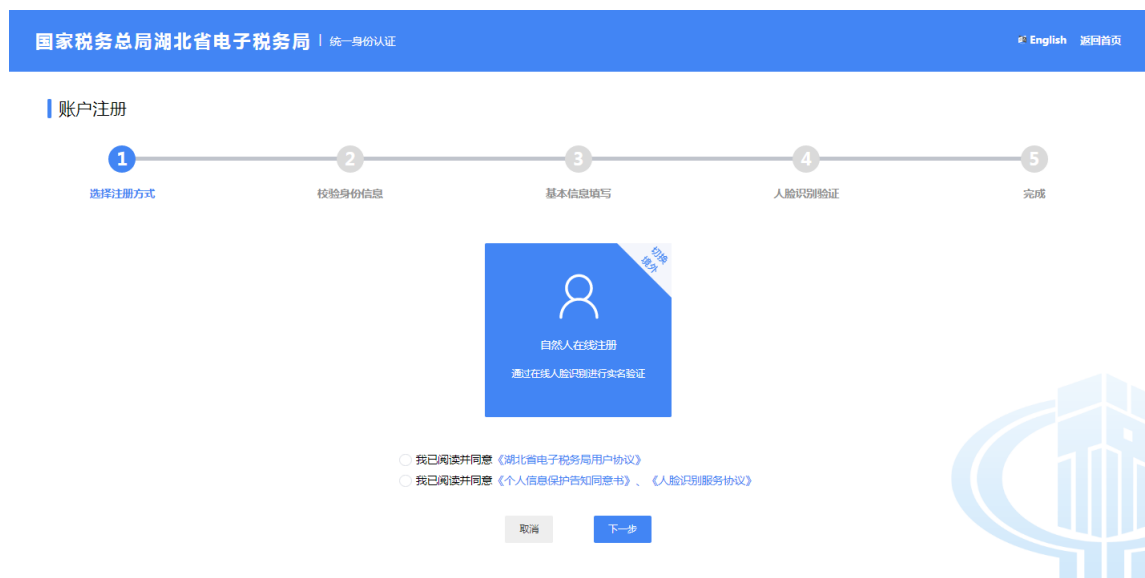 国家税务总局湖北省电子税务局 | 统一身份认证
English 返回首页
账户注册
1 2 3 4 5
选择注册方式 校验身份信息 基本信息填写 人脸识别验证 完成
切换
境外
自然人在线注册
通过在线人脸识别进行实名验证
我已阅读并同意《湖北省电子税务局用户协议》
我已阅读并同意《个人信息保护告知同意书》、《人脸识别服务协议》
取消 下一步